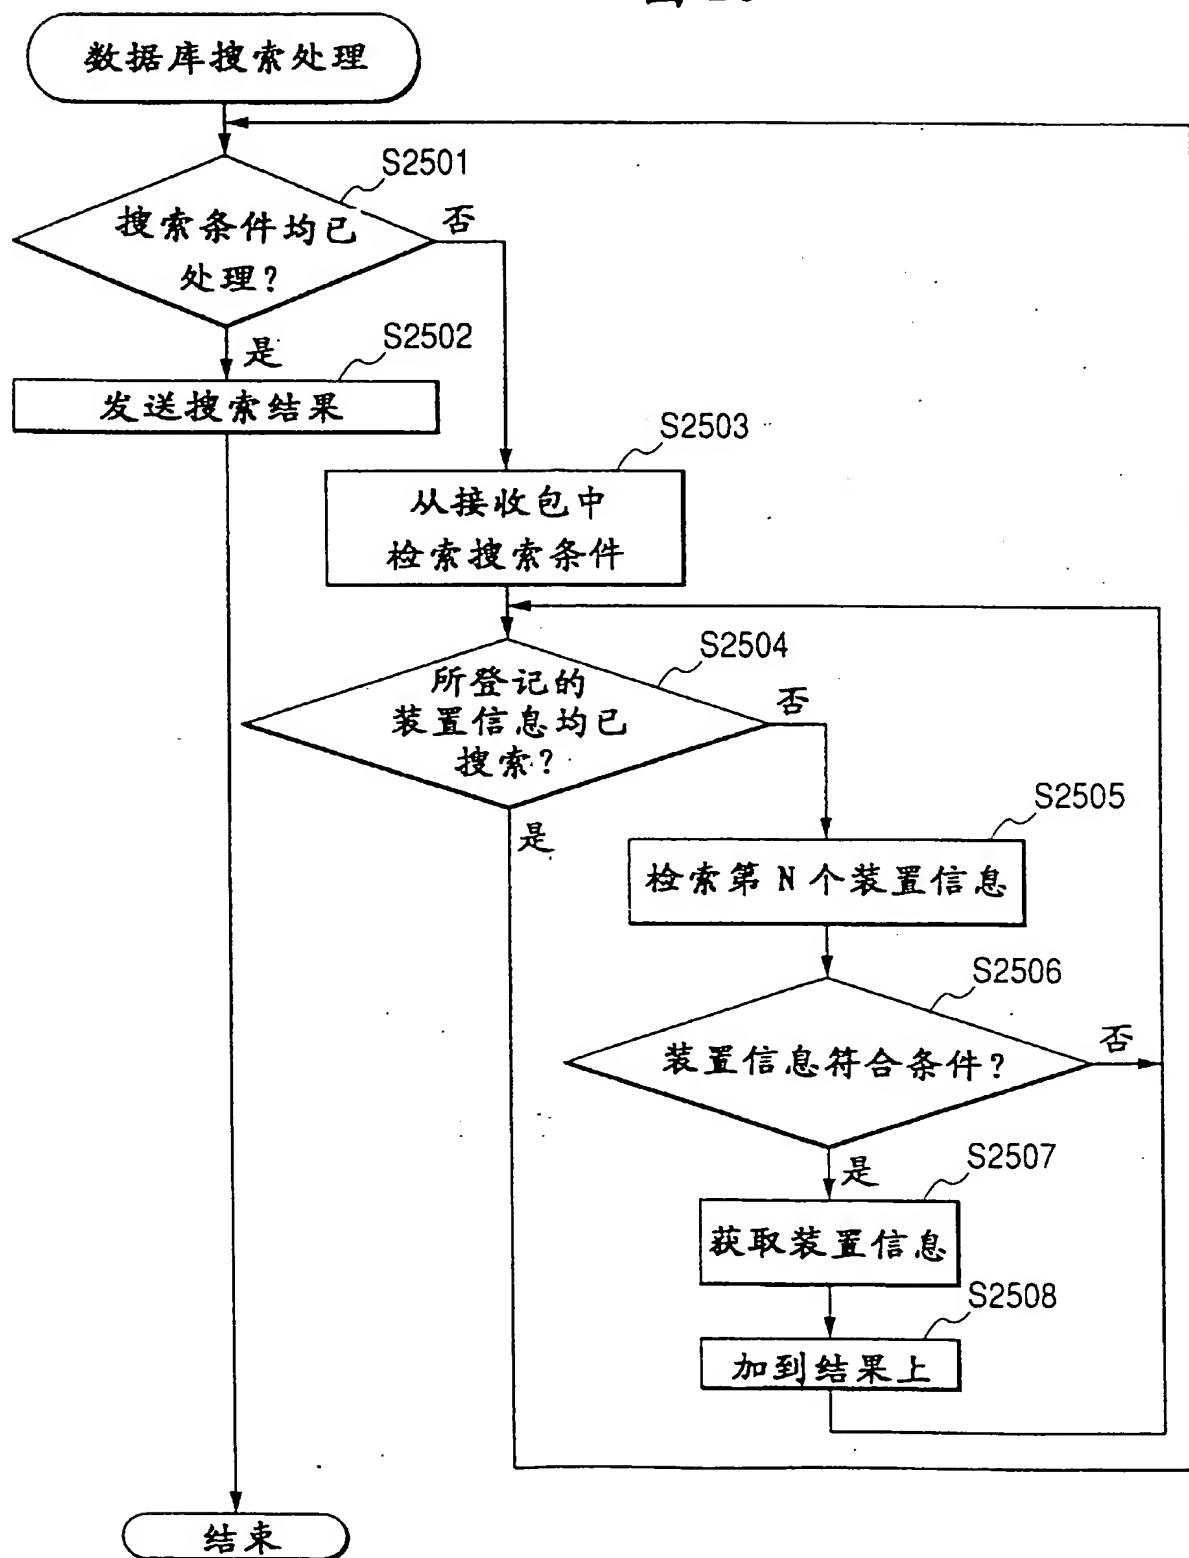 数据库搜索处理
S2501
搜索条件均已
处理?
否
是
S2502
发送搜索结果
S2503
从接收包中
检索搜索条件
S2504
所登记的
装置信息均已
搜索?
否
是
S2505
检索第 N 个装置信息
S2506
装置信息符合条件?
否
是
S2507
获取装置信息
S2508
加到结果上
结束